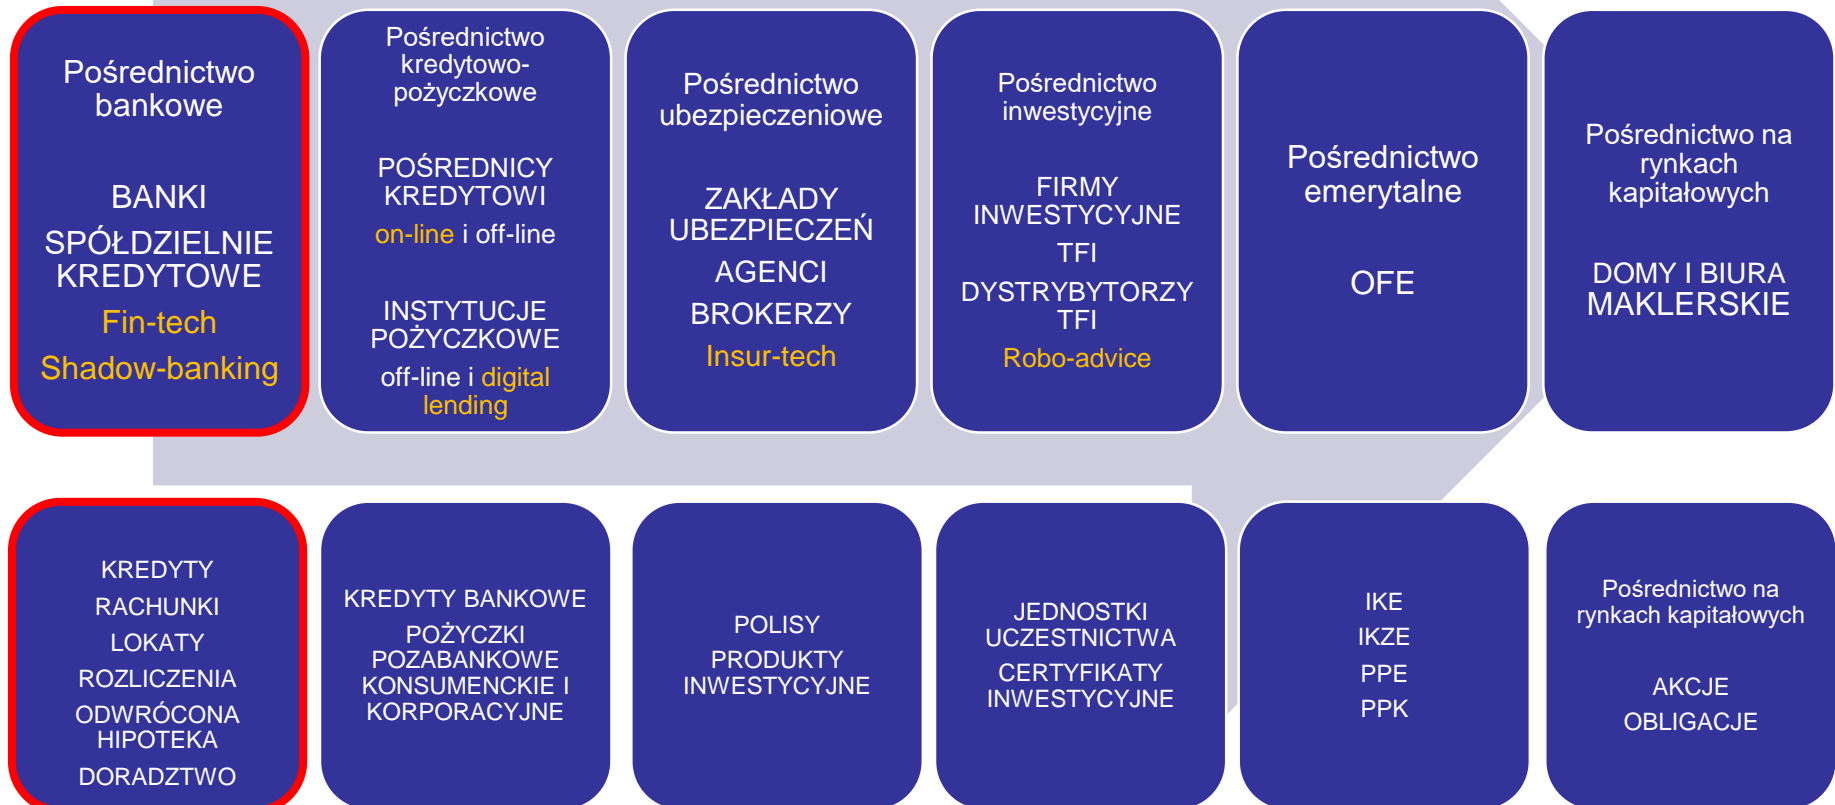 Pośrednictwo
bankowe
BANKI
SPÓŁDZIELNIE
KREDYTOWE
Fin-tech
Shadow-banking
Pośrednictwo
kredytowo-
pożyczkowe
POŚREDNICY
KREDYTOWI
on-line i off-line
INSTYTUCJE
POŻYCZKOWE
off-line i digital
lending
Pośrednictwo
ubezpieczeniowe
ZAKŁADY
UBEZPIECZEŃ
AGENCI
BROKERZY
Insur-tech
Pośrednictwo
inwestycyjne
FIRMY
INWESTYCYJNE
TFI
DYSTRYBYTORZY
TFI
Robo-advice
Pośrednictwo
emerytalne
OFE
Pośrednictwo na
rynkach
kapitałowych
DOMY I BIURA
MAKLERSKIE
KREDYTY
RACHUNKI
LOKATY
ROZLICZENIA
ODWRÓCONA
HIPOTEKA
DORADZTWO
KREDYTY BANKOWE
POŻYCZKI
POZABANKOWE
KONSUMENCKIE I
KORPORACYJNE
POLISY
PRODUKTY
INWESTYCYJNE
JEDNOSTKI
UCZESTNICTWA
CERTYFIKATY
INWESTYCYJNE
IKE
IKZE
PPE
PPK
Pośrednictwo na
rynkach kapitałowych
AKCJE
OBLIGACJE